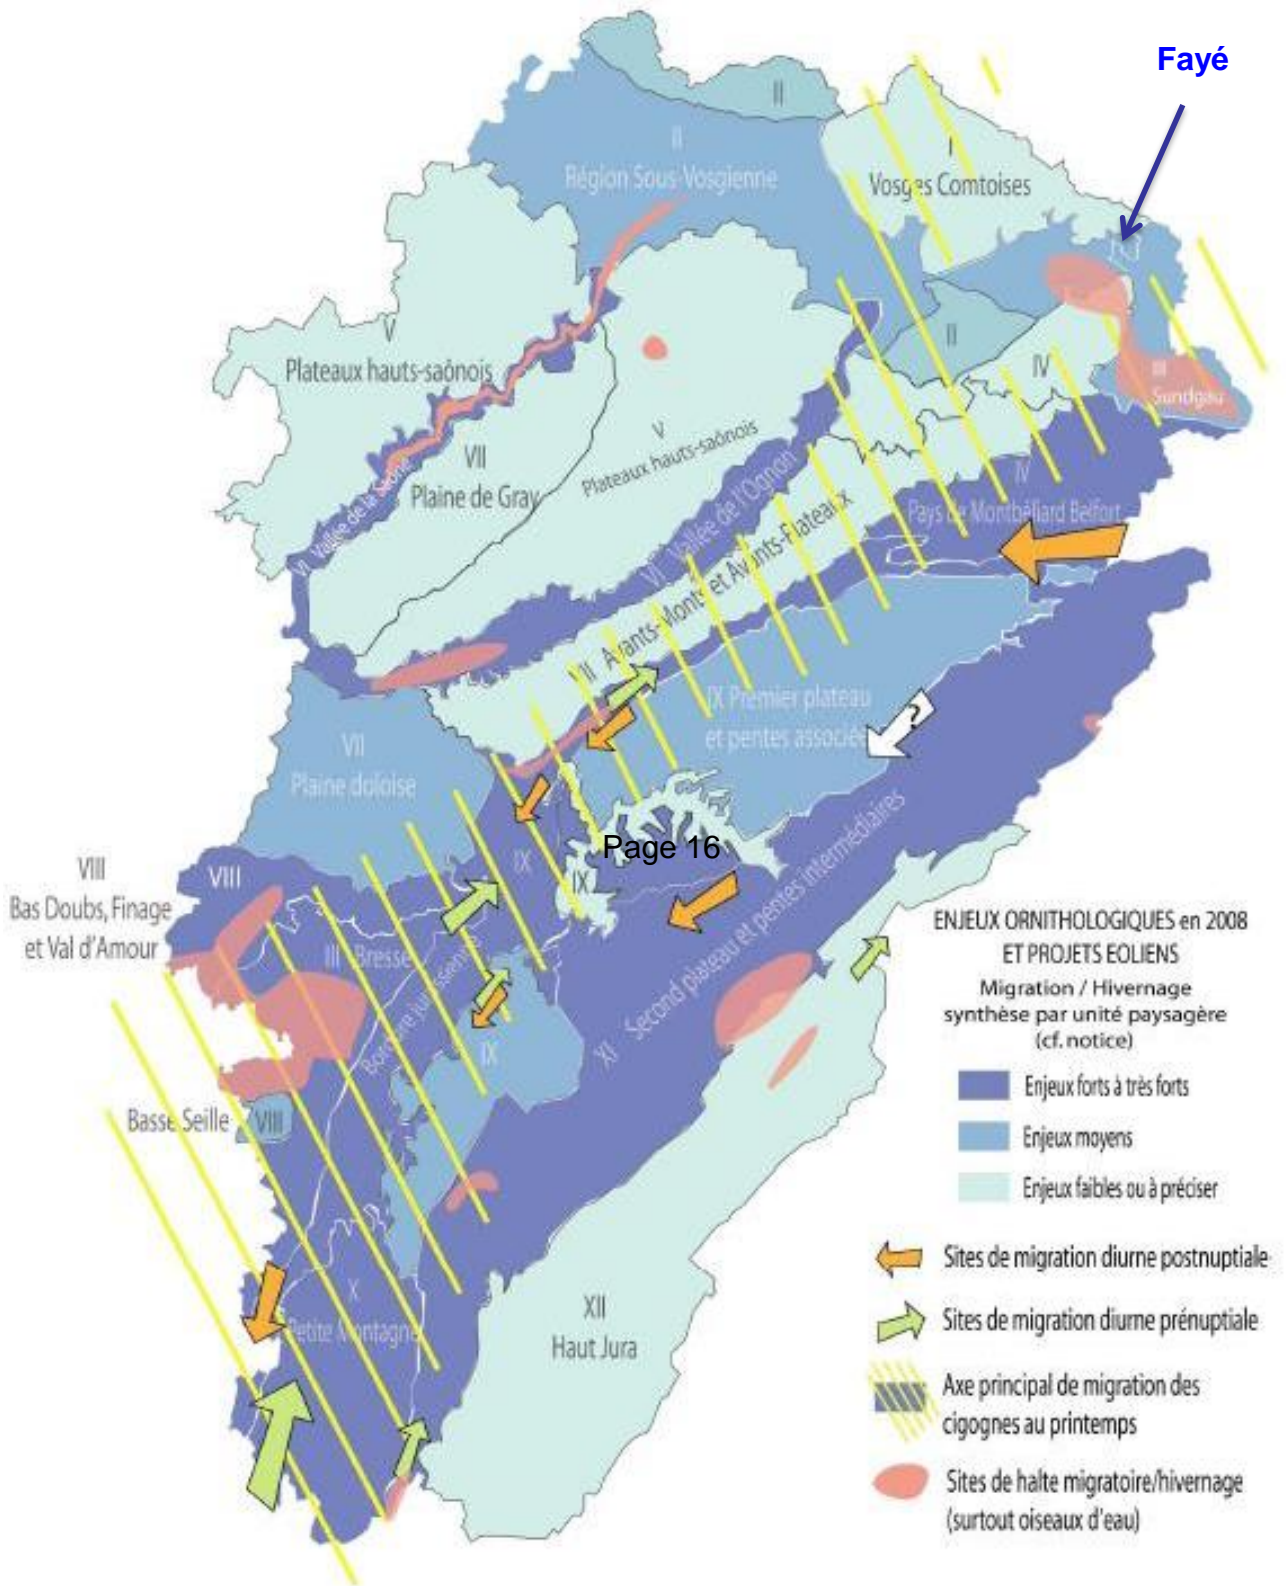 Fayé
II
II
Région Sous-Vosgienne
I
Vosges Comtoises
V
Plateaux hauts-saônois
II
IV
III
Sundgau
VII
Plaine de Gray
V
Plateaux hauts-saônois
VI Vallée de la Saône
VI Vallée de l'Ognon
IV
Pays de Montbéliard Belfort
VII Avants-Monts et Avants-Plateaux
IX Premier plateau
et pentes associées
?
VII
Plaine doloise
Page 16
VIII
Bas Doubs, Finage
et Val d'Amour
VIII
IX
IX
III Bresse
Bordure jurassienne
IX
XI Second plateau et pentes intermédiaires
Basse Seille
VIII
X
Petite Montagne
XII
Haut Jura
ENJEUX ORNITHOLOGIQUES en 2008
ET PROJETS EOLIENS
Migration / Hivernage
synthèse par unité paysagère
(cf. notice)
Enjeux forts à très forts
Enjeux moyens
Enjeux faibles ou à préciser
Sites de migration diurne postnuptiale
Sites de migration diurne prénuptiale
Axe principal de migration des
cigognes au printemps
Sites de halte migratoire/hivernage
(surtout oiseaux d'eau)